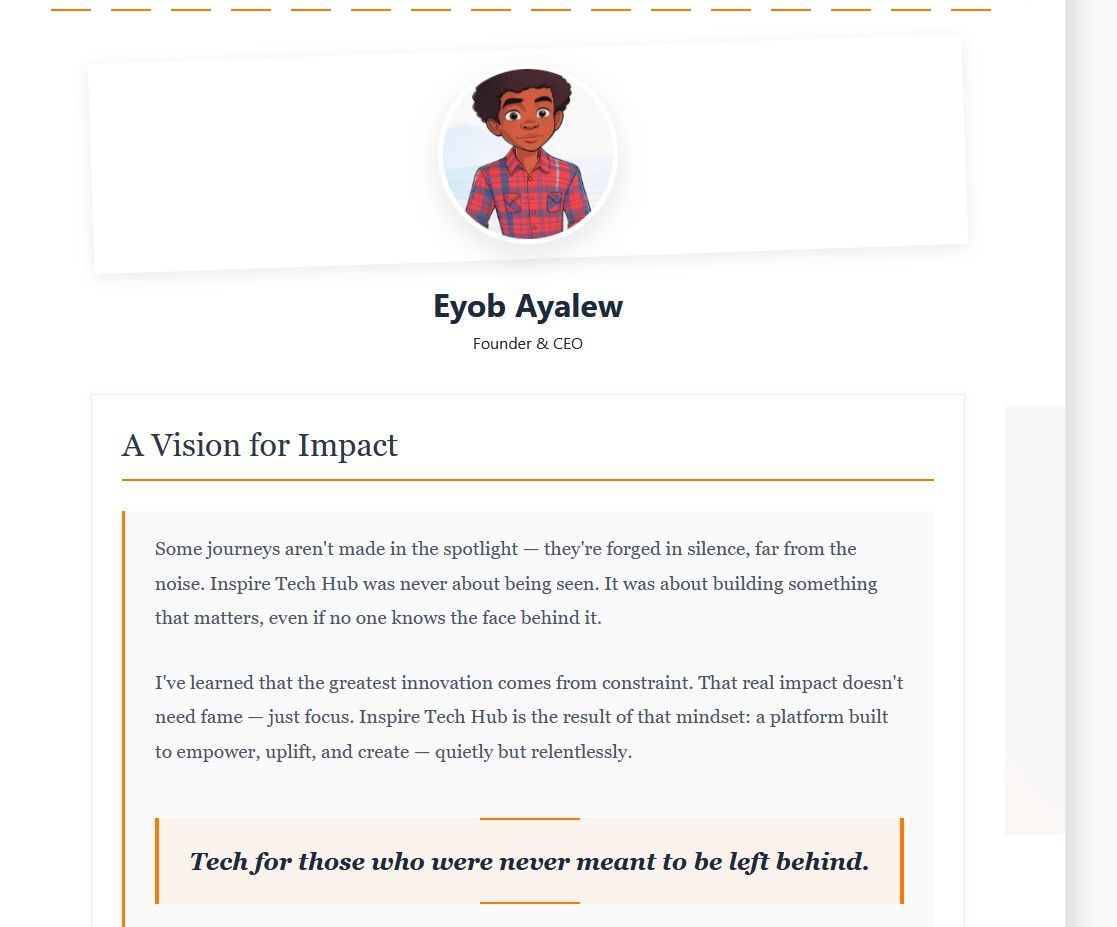 Eyob Ayalew
Founder & CEO
A Vision for Impact
Some journeys aren't made in the spotlight — they're forged in silence, far from the
noise. Inspire Tech Hub was never about being seen. It was about building something
that matters, even if no one knows the face behind it.
I've learned that the greatest innovation comes from constraint. That real impact doesn't
need fame — just focus. Inspire Tech Hub is the result of that mindset: a platform built
to empower, uplift, and create — quietly but relentlessly.
Tech for those who were never meant to be left behind.